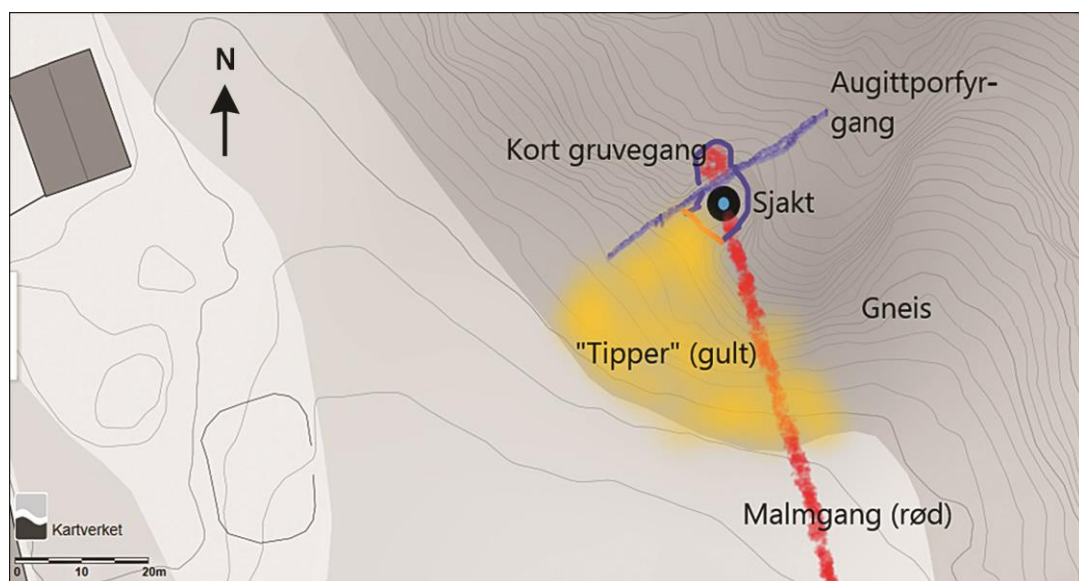 N
Augittporfyr-
gang
Kort gruvegang
Sjakt
Gneis
"Tipper" (gult)
Malmgang (rød)
Kartverket
0 10 20m